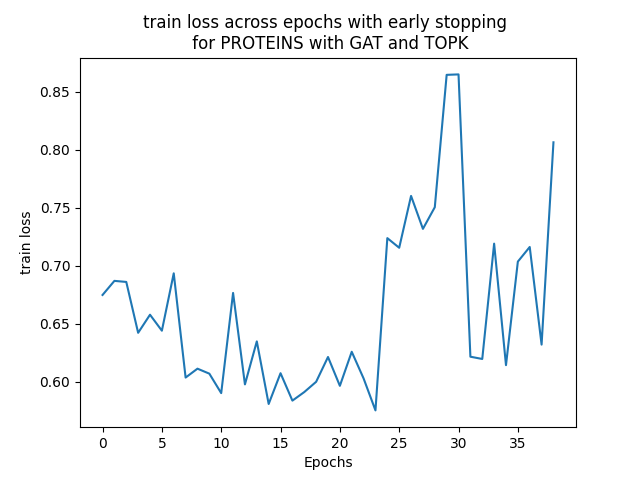 train loss across epochs with early stopping
for PROTEINS with GAT and TOPK
0.85
0.80
0.75
0.70
0.65
0.60
train loss
0 5 10 15 20 25 30 35
Epochs